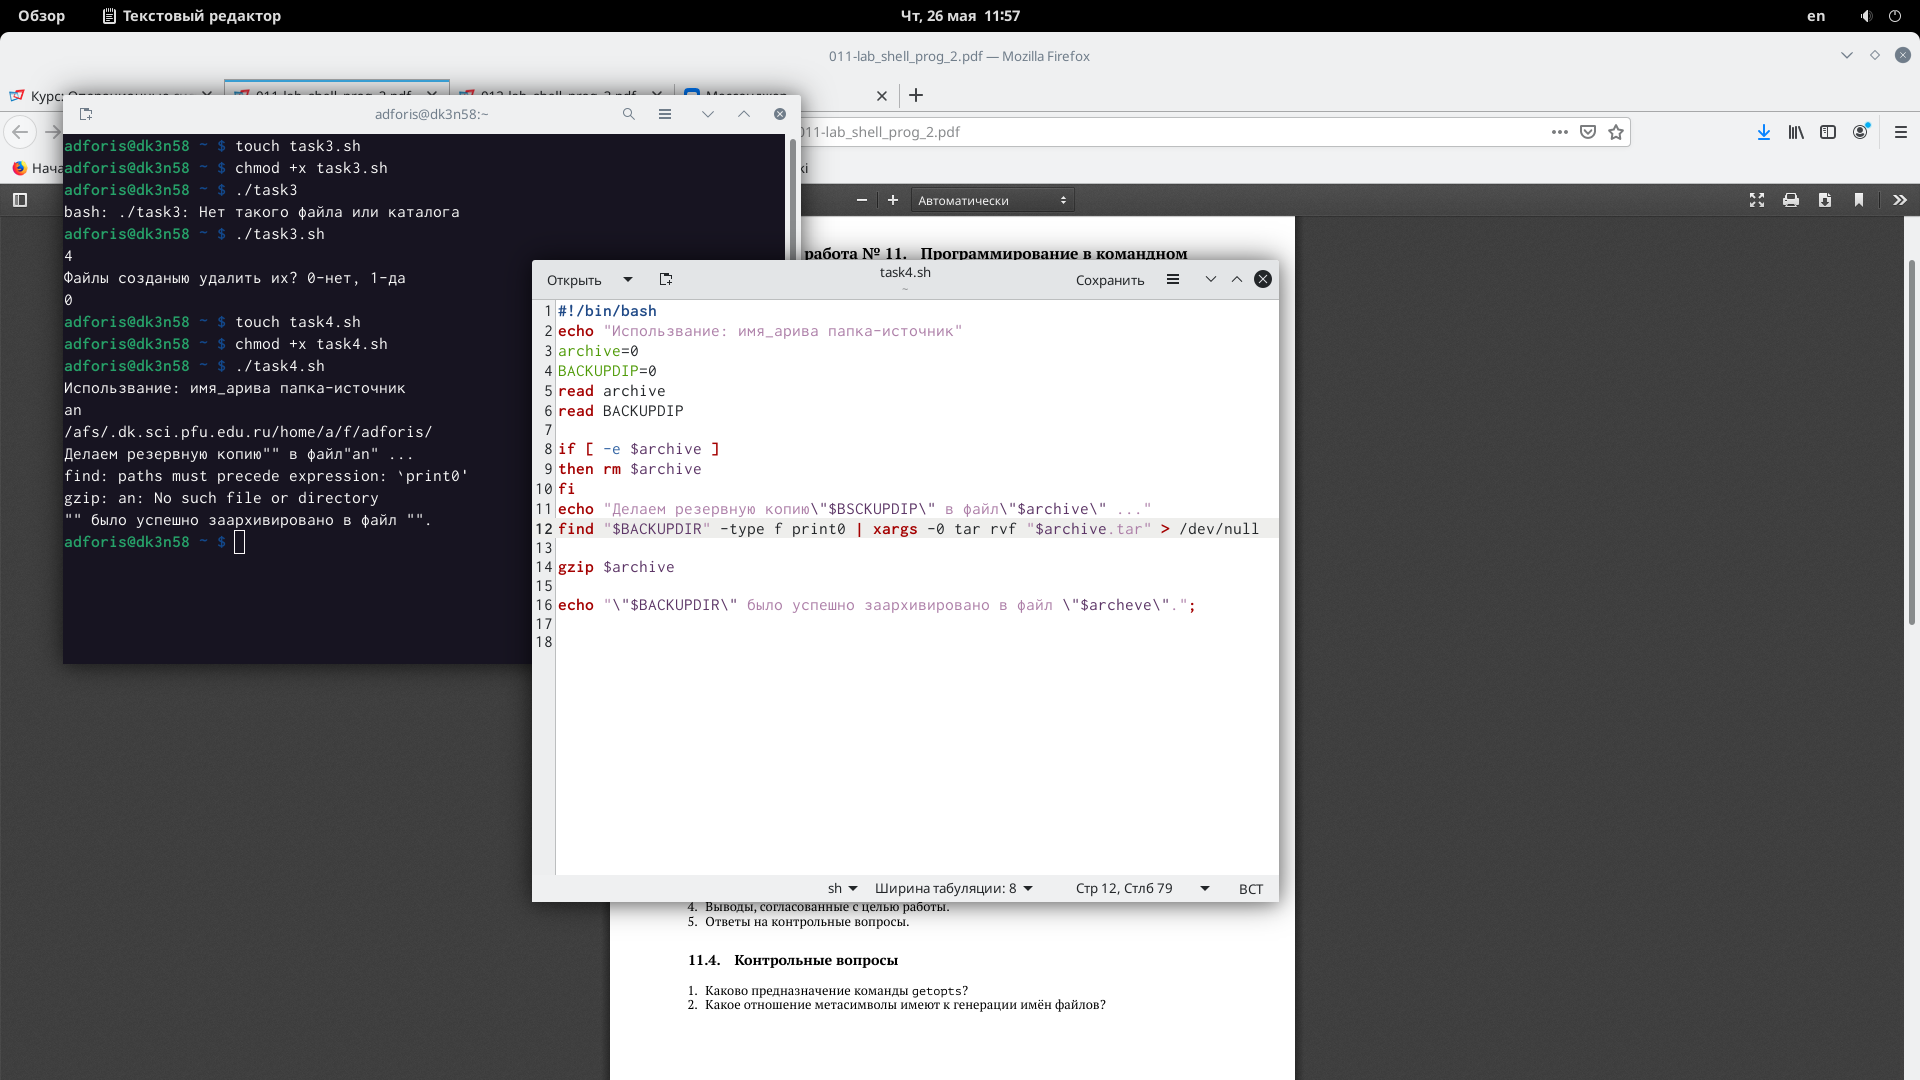 Обзор
Текстовый редактор
Чт, 26 мая 11:57
en
011-lab_shell_prog_2.pdf — Mozilla Firefox
011-lab_shell_prog_2.pdf
012-lab_shell_prog_3.pdf
011-lab_shell_prog_2.pdf
Автоматически
adforis@dk3n58:~
adforis@dk3n58 ~ $ touch task3.sh
adforis@dk3n58 ~ $ chmod +x task3.sh
adforis@dk3n58 ~ $ ./task3
bash: ./task3: Нет такого файла или каталога
adforis@dk3n58 ~ $ ./task3.sh
4
Файлы созданыю удалить их? 0-нет, 1-да
0
adforis@dk3n58 ~ $ touch task4.sh
adforis@dk3n58 ~ $ chmod +x task4.sh
adforis@dk3n58 ~ $ ./task4.sh
Использвание: имя_арива папка-источник
an
/afs/.dk.sci.pfu.edu.ru/home/a/f/adforis/
Делаем резервную копию"" в файл"an" ...
find: paths must precede expression: `print0'
gzip: an: No such file or directory
"" было успешно заархивировано в файл "".
adforis@dk3n58 ~ $
работа № 11. Программирование в командном
Открыть
task4.sh
~
Сохранить
1 #!/bin/bash
2 echo "Использвание: имя_арива папка-источник"
3 archive=0
4 BACKUPDIP=0
5 read archive
6 read BACKUPDIP
7
8 if [ -e $archive ]
9 then rm $archive
10 fi
11 echo "Делаем резервную копию\"$BSCKUPDIP\" в файл\"$archive\" ..."
12 find "$BACKUPDIR" -type f print0 | xargs -0 tar rvf "$archive.tar" > /dev/null
13
14 gzip $archive
15
16 echo "\"$BACKUPDIR\" было успешно заархивировано в файл \"$archeve\".";
17
18
sh
Ширина табуляции: 8
Стр 12, Стлб 79
ВСТ
4. Выводы, согласованные с целью работы.
5. Ответы на контрольные вопросы.
11.4. Контрольные вопросы
1. Каково предназначение команды getopts?
2. Какое отношение метасимволы имеют к генерации имён файлов?